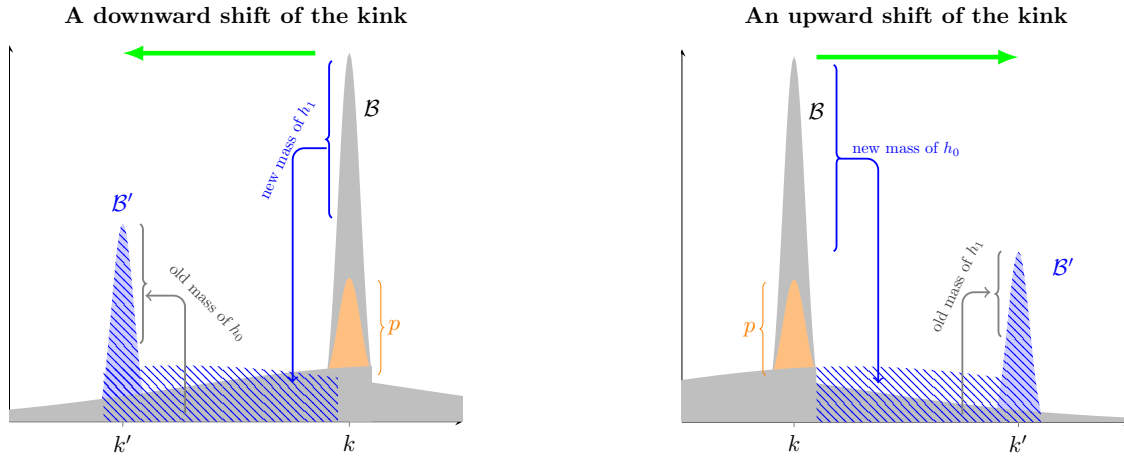 A downward shift of the kink
new mass of h₁
ℬ
ℬ′
old mass of h₀
p
k′
k
An upward shift of the kink
ℬ
new mass of h₀
old mass of h₁
ℬ′
p
k
k′